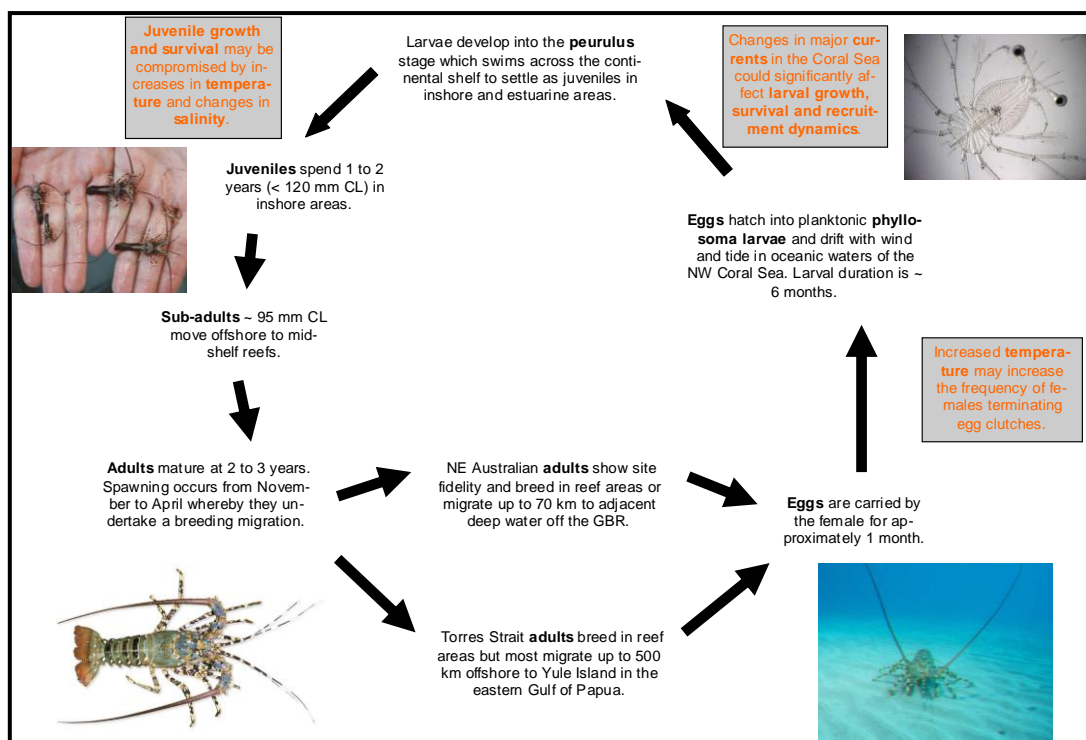 Juvenile growth
and survival may be
compromised by in-
creases in tempera-
ture and changes in
salinity.
Larvae develop into the peurulus
stage which swims across the conti-
nental shelf to settle as juveniles in
inshore and estuarine areas.
Changes in major cur-
rents in the Coral Sea
could significantly af-
fect larval growth,
survival and recruit-
ment dynamics.
Juveniles spend 1 to 2
years (< 120 mm CL) in
inshore areas.
Eggs hatch into planktonic phyllo-
soma larvae and drift with wind
and tide in oceanic waters of the
NW Coral Sea. Larval duration is ~
6 months.
Sub-adults ~ 95 mm CL
move offshore to mid-
shelf reefs.
Increased tempera-
ture may increase
the frequency of fe-
males terminating
egg clutches.
Adults mature at 2 to 3 years.
Spawning occurs from Novem-
ber to April whereby they un-
dertake a breeding migration.
NE Australian adults show site
fidelity and breed in reef areas or
migrate up to 70 km to adjacent
deep water off the GBR.
Eggs are carried by
the female for ap-
proximately 1 month.
Torres Strait adults breed in reef
areas but most migrate up to 500
km offshore to Yule Island in the
eastern Gulf of Papua.